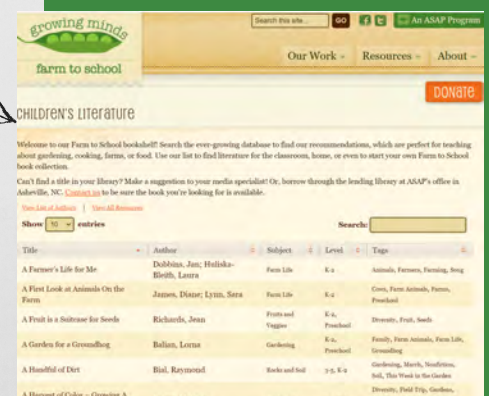 growing minds
farm to school
Search this site...
GO
An ASAP Program
Our Work
Resources
About
DONATE
CHILDREN'S LITERATURE
Welcome to our Farm to School bookshelf! Search the ever-growing database to find our recommendations, which are perfect for teaching
about gardening, cooking, farms, or food. Use our list to find literature for the classroom, home, or even to start your own Farm to School
book collection.
Can't find a title in your library? Make a suggestion to your media specialist! Or, borrow through the lending library at ASAP's office in
Asheville, NC. Contact us to be sure the book you're looking for is available.
View List of Authors | View All Resources
Show 10 entries Search:
Title Author Subject Level Tags
A Farmer's Life for Me Dobbins, Jan; Huliska-Bleith, Laura Farm Life K-2 Animals, Farmers, Farming, Song
A First Look at Animals On the Farm James, Diane; Lynn, Sara Farm Life K-2 Cows, Farm Animals, Farms, Preschool
A Fruit is a Suitcase for Seeds Richards, Jean Fruits and Veggies K-2, Preschool Diversity, Fruit, Seeds
A Garden for a Groundhog Balian, Lorna Gardening K-2, Preschool Family, Farm Animals, Farm Life, Groundhog
A Handful of Dirt Bial, Raymond Rocks and Soil 3-5, K-2 Gardening, March, Nonfiction, Soil, This Week in the Garden
A Harvest of Color – Growing A Diversity, Field Trip, Gardens,